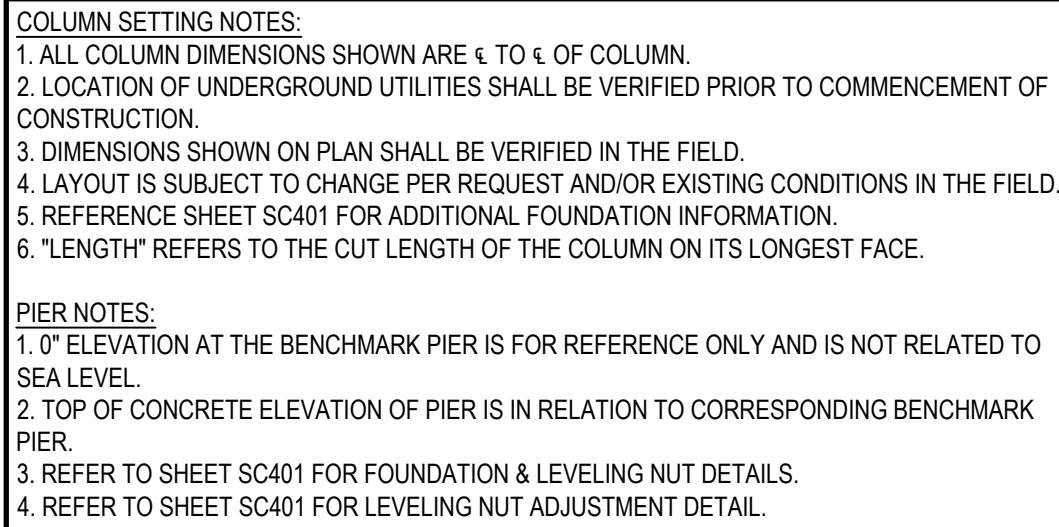 COLUMN SETTING NOTES:
1. ALL COLUMN DIMENSIONS SHOWN ARE ℄ TO ℄ OF COLUMN.
2. LOCATION OF UNDERGROUND UTILITIES SHALL BE VERIFIED PRIOR TO COMMENCEMENT OF
CONSTRUCTION.
3. DIMENSIONS SHOWN ON PLAN SHALL BE VERIFIED IN THE FIELD.
4. LAYOUT IS SUBJECT TO CHANGE PER REQUEST AND/OR EXISTING CONDITIONS IN THE FIELD.
5. REFERENCE SHEET SC401 FOR ADDITIONAL FOUNDATION INFORMATION.
6. "LENGTH" REFERS TO THE CUT LENGTH OF THE COLUMN ON ITS LONGEST FACE.
PIER NOTES:
1. 0" ELEVATION AT THE BENCHMARK PIER IS FOR REFERENCE ONLY AND IS NOT RELATED TO
SEA LEVEL.
2. TOP OF CONCRETE ELEVATION OF PIER IS IN RELATION TO CORRESPONDING BENCHMARK
PIER.
3. REFER TO SHEET SC401 FOR FOUNDATION & LEVELING NUT DETAILS.
4. REFER TO SHEET SC401 FOR LEVELING NUT ADJUSTMENT DETAIL.